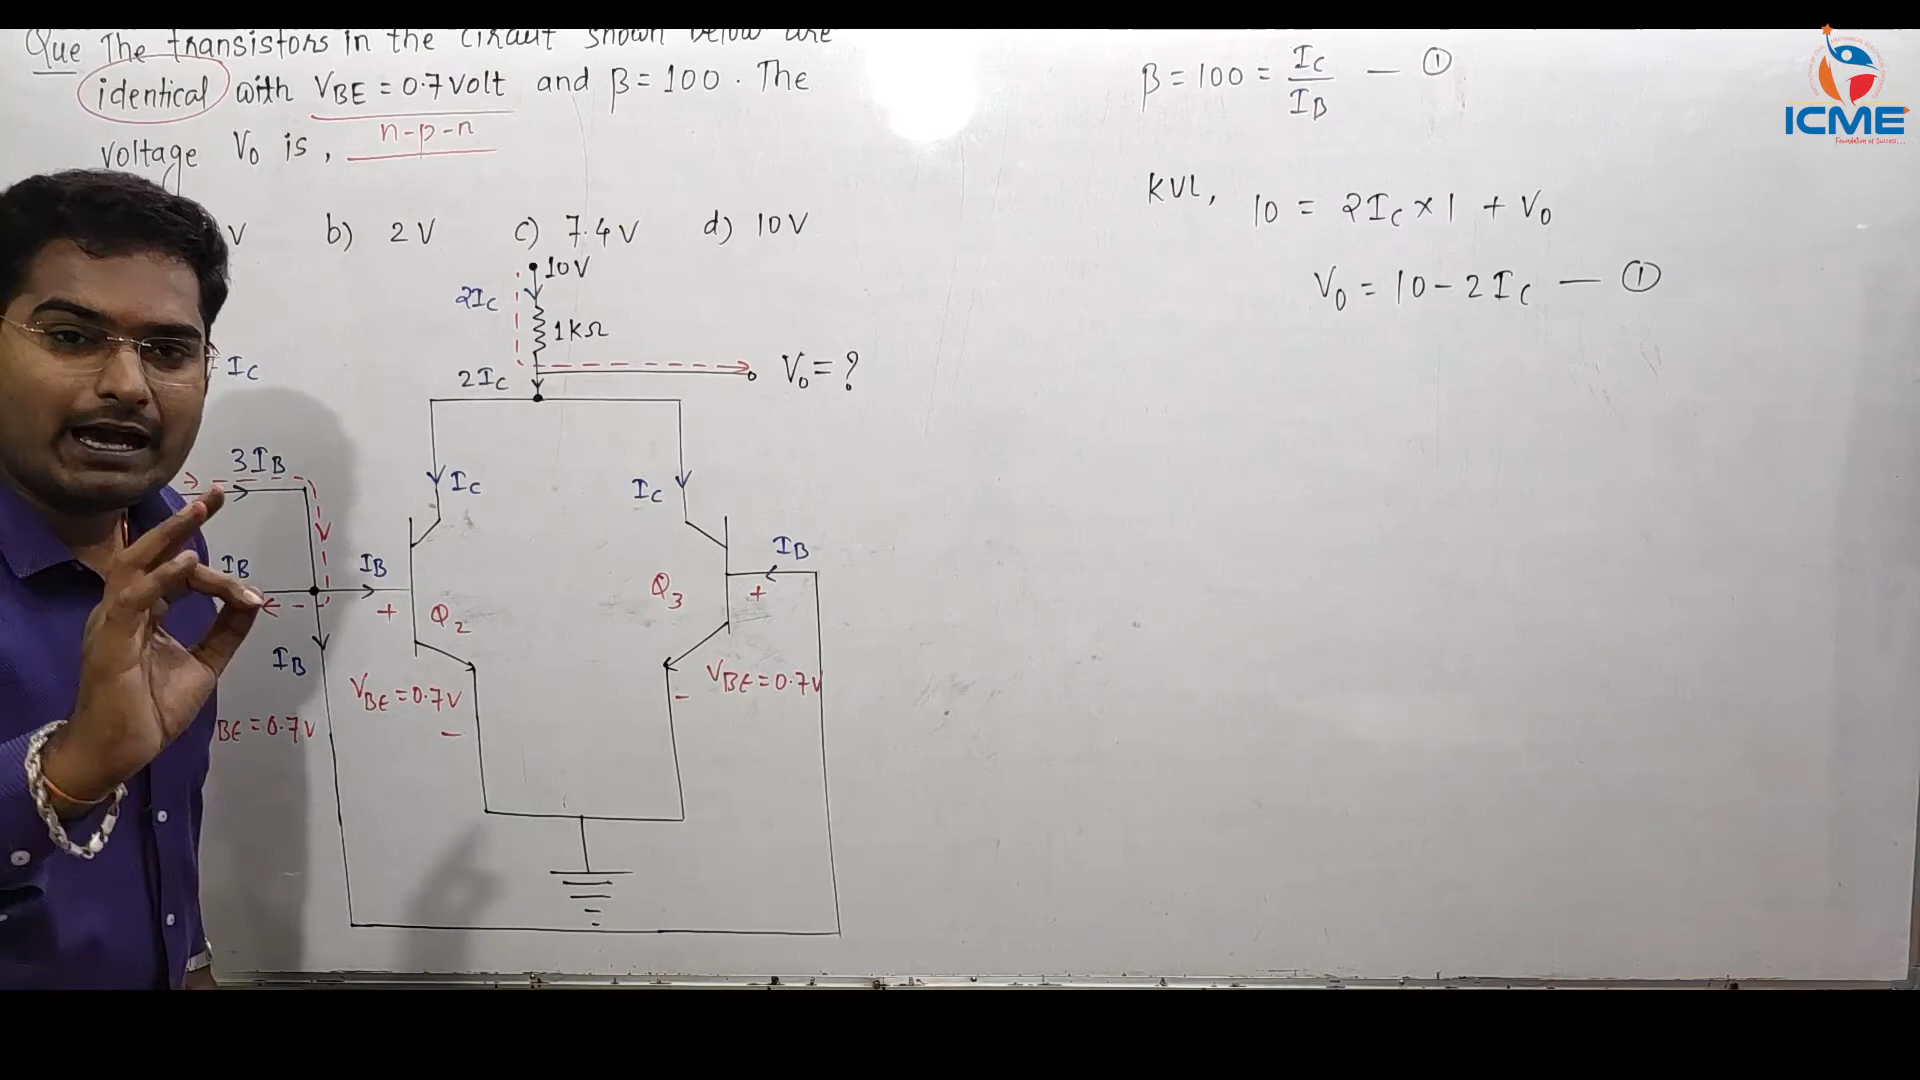 Que The transistors in the circuit shown below are
identical with VBE = 0.7 volt and β = 100. The
voltage V0 is, n-p-n
V b) 2V c) 7.4V d) 10V
10V
2IC
1KΩ
2IC
V0 = ?
IC
3IB
IC
IC
IB
IB
IB
IB
+
Q2
Q3
+
VBE = 0.7V
VBE = 0.7V
BE = 0.7V
-
-
β = 100 = IC/IB — ①
KVL, 10 = 2IC × 1 + V0
V0 = 10 - 2IC — ①
ICME
Foundation of Success...